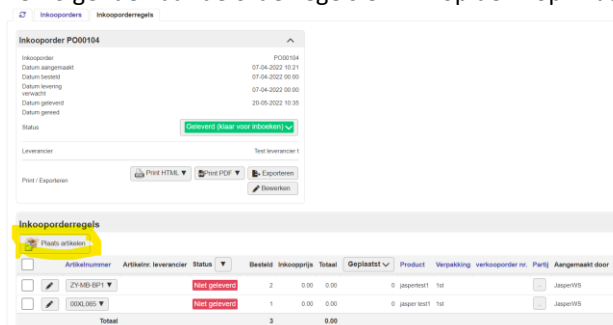 Inkooporders Inkooporderregels
Inkooporder PO00104
Inkooporder PO00104
Datum aangemaakt 07-04-2022 10:21
Datum besteld 07-04-2022 00:00
Datum levering verwacht 07-04-2022 00:00
Datum geleverd 20-05-2022 10:35
Datum gereed
Status Geleverd (klaar voor inboeken)
Leverancier Test leverancier1
Print / Exporteren Print HTML ▼ Print PDF ▼ Exporteren
Bewerken
Inkooporderregels
Plaats artikelen
Artikelnummer Artikelnr. leverancier Status ▼ Besteld Inkoopprijs Totaal Geplaatst Product Verpakking verkooporder nr. Partij Aangemaakt door
ZY-MB-BP1 ▼ Niet geleverd 2 0.00 0.00 0 jaspertest1 1st ... JasperWS
00XL065 ▼ Niet geleverd 1 0.00 0.00 0 jasper test1 1st ... JasperWS
Totaal 3 0.00